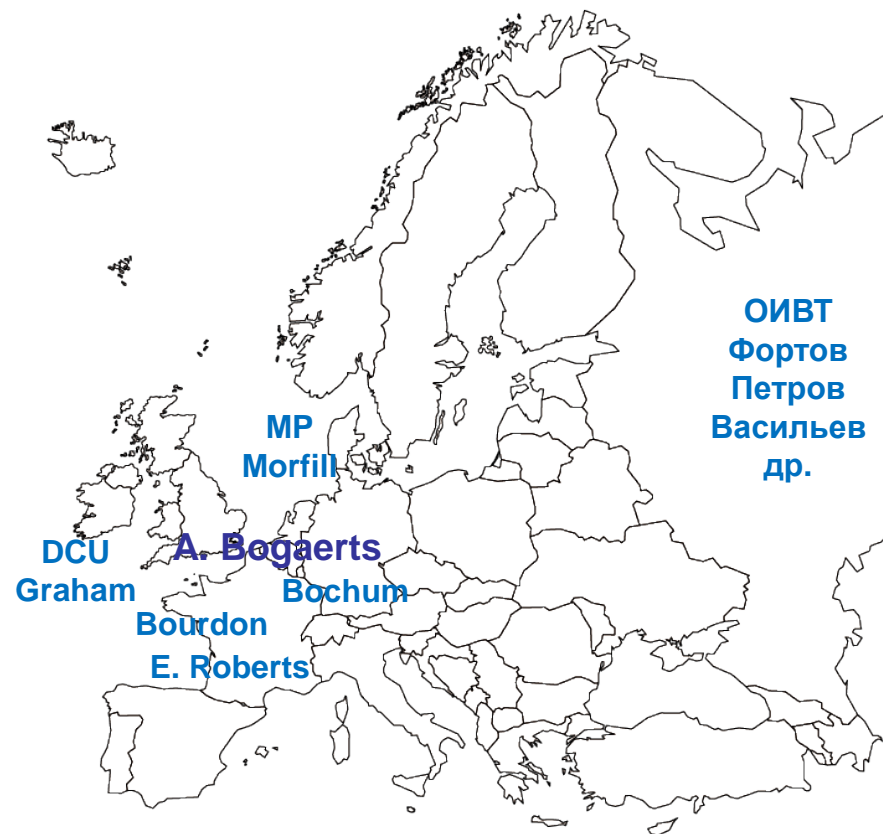 ОИВТ
Фортов
Петров
Васильев
др.
MP
Morfill
DCU
Graham
A. Bogaerts
Bochum
Bourdon
E. Roberts